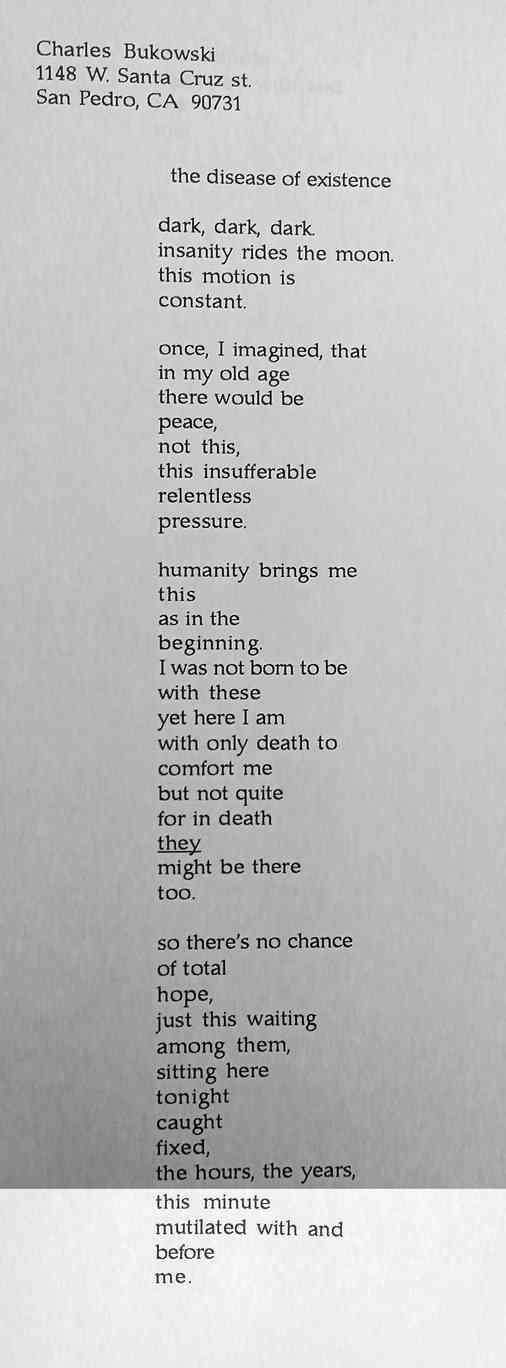 Charles Bukowski
1148 W. Santa Cruz st.
San Pedro, CA 90731
the disease of existence
dark, dark, dark.
insanity rides the moon.
this motion is
constant.
once, I imagined, that
in my old age
there would be
peace,
not this,
this insufferable
relentless
pressure.
humanity brings me
this
as in the
beginning.
I was not born to be
with these
yet here I am
with only death to
comfort me
but not quite
for in death
they
might be there
too.
so there's no chance
of total
hope,
just this waiting
among them,
sitting here
tonight
caught
fixed,
the hours, the years,
this minute
mutilated with and
before
me.